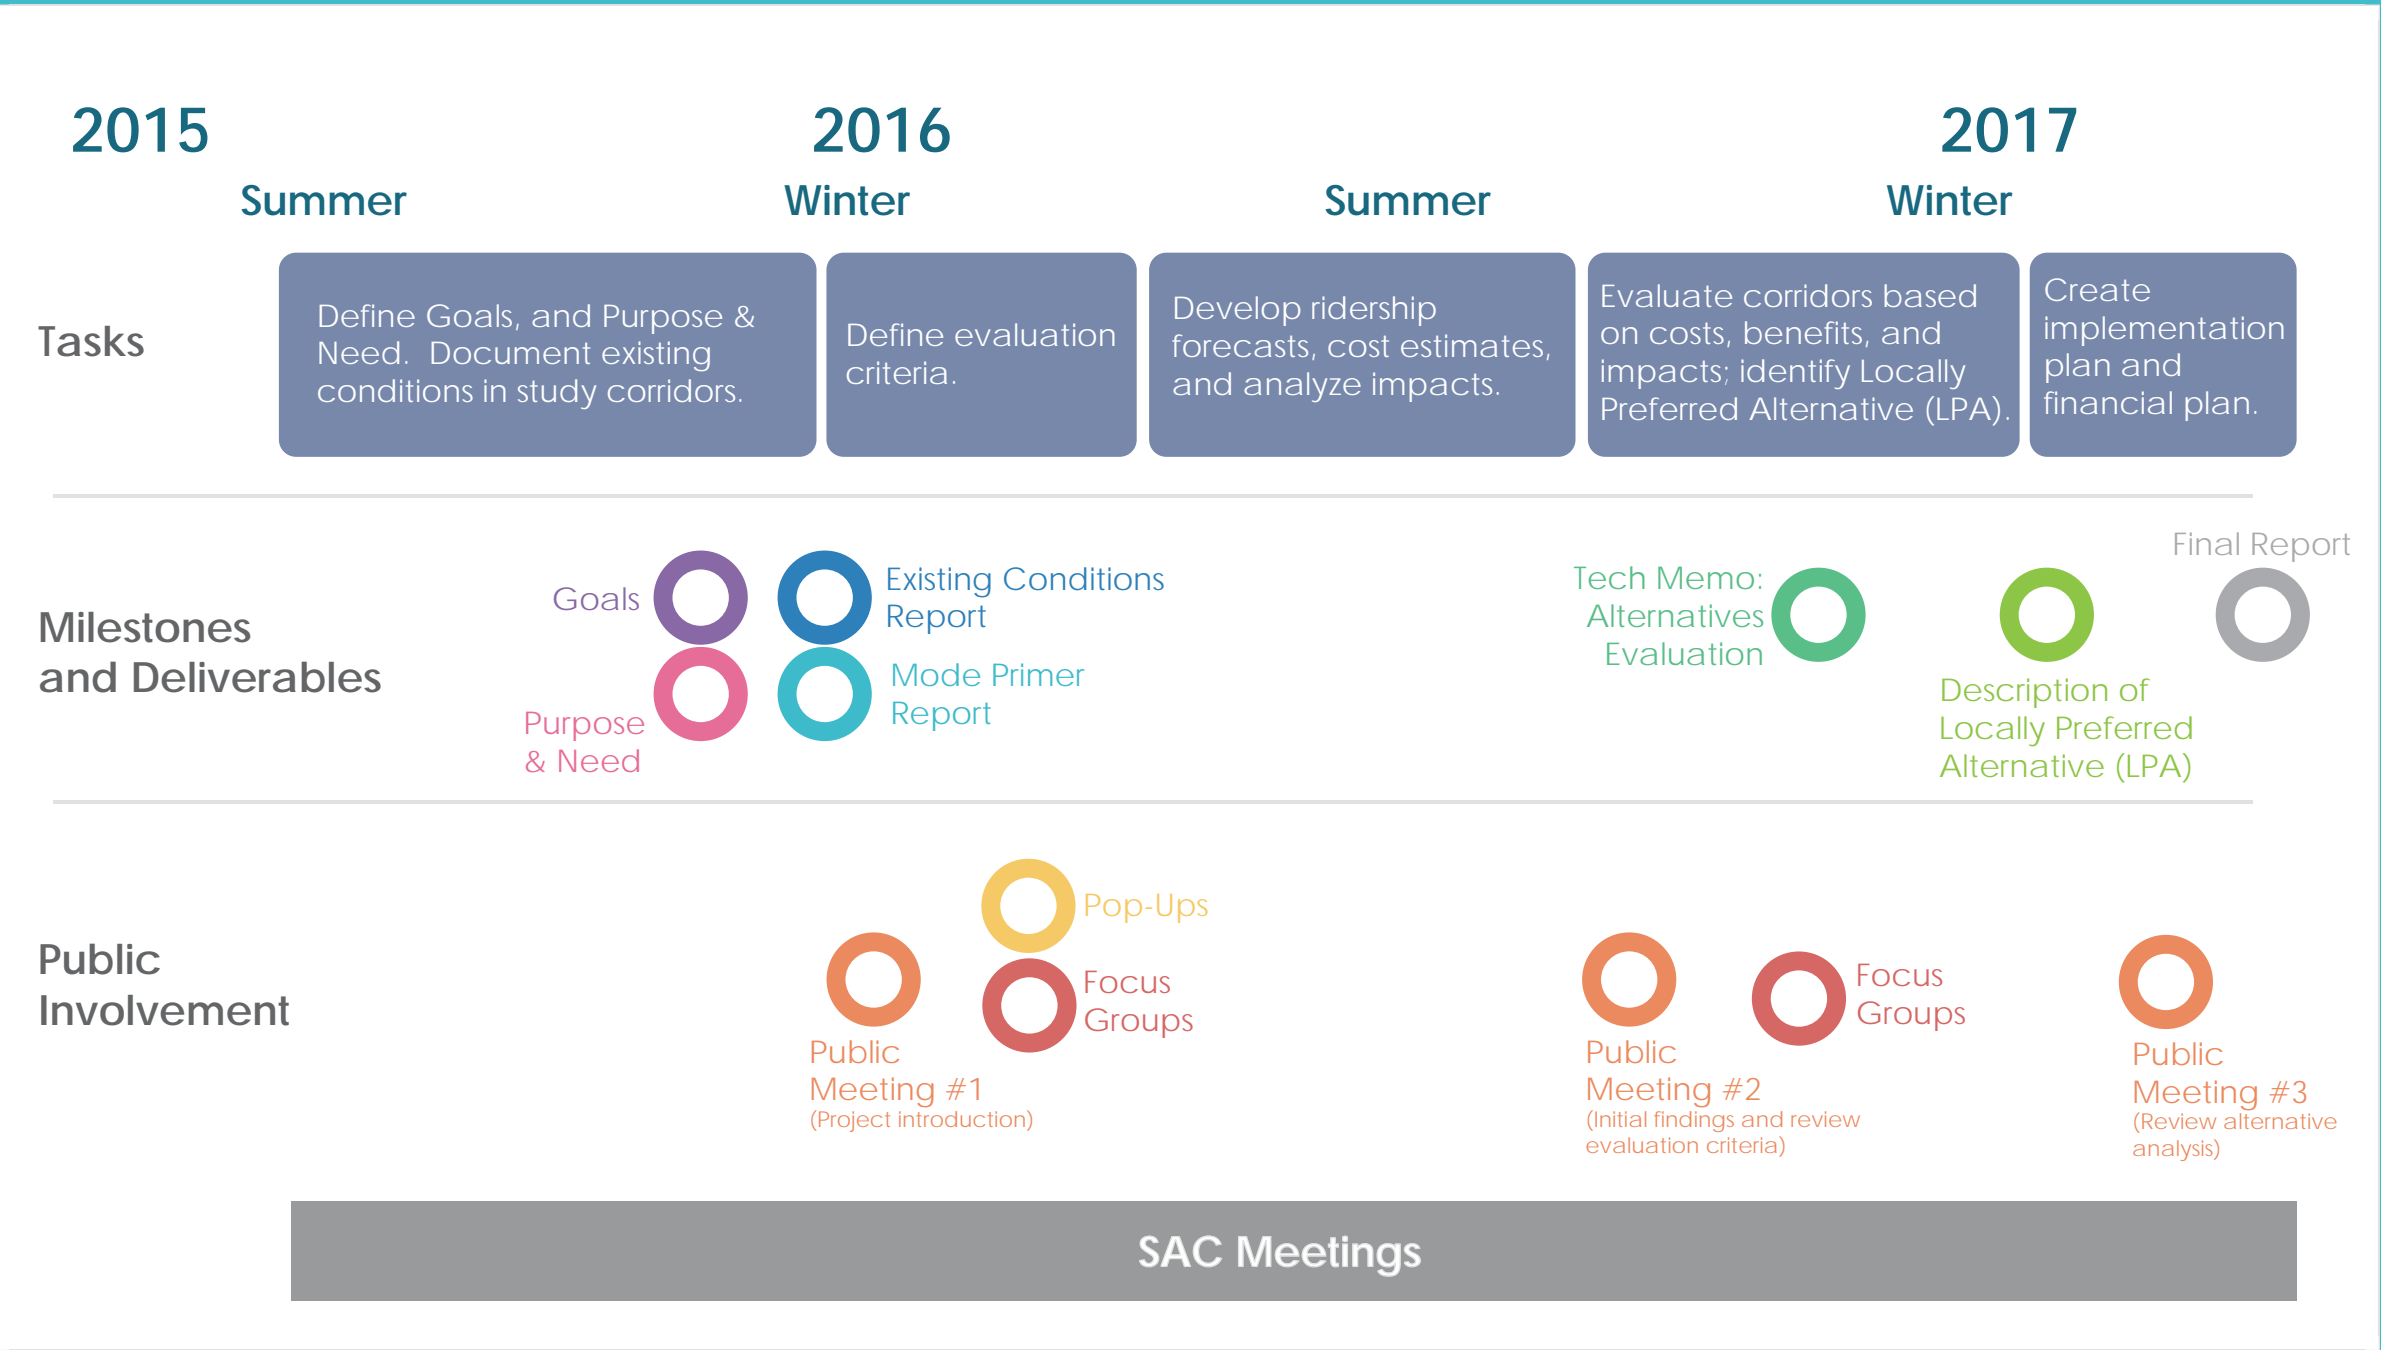 2015
2016
2017
Summer
Winter
Summer
Winter
Tasks
Define Goals, and Purpose &
Need.  Document existing
conditions in study corridors.
Define evaluation
criteria.
Develop ridership
forecasts, cost estimates,
and analyze impacts.
Evaluate corridors based
on costs, benefits, and
impacts; identify Locally
Preferred Alternative (LPA).
Create
implementation
plan and
financial plan.
Milestones
and Deliverables
Goals
Purpose
& Need
Existing Conditions
Report
Mode Primer
Report
Tech Memo:
Alternatives
Evaluation
Description of
Locally Preferred
Alternative (LPA)
Final Report
Public
Involvement
Public
Meeting #1
(Project introduction)
Pop-Ups
Focus
Groups
Public
Meeting #2
(Initial findings and review
evaluation criteria)
Focus
Groups
Public
Meeting #3
(Review alternative
analysis)
SAC Meetings